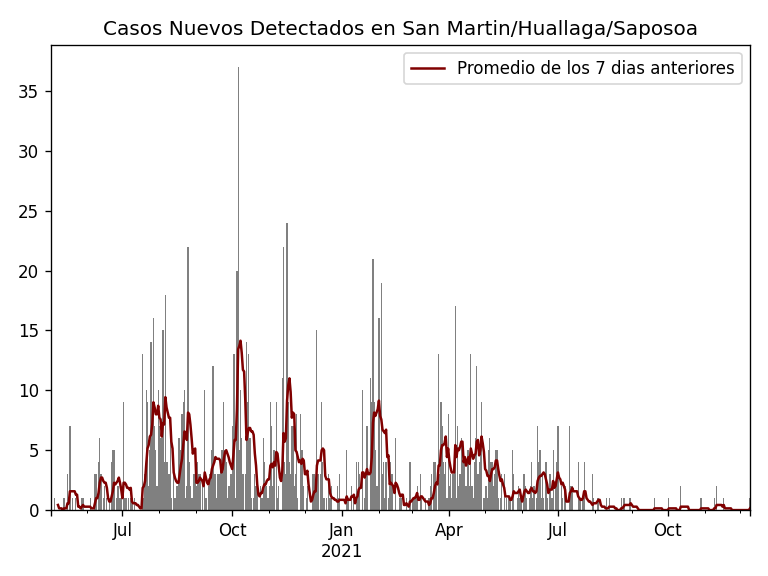 Casos Nuevos Detectados en San Martin/Huallaga/Saposoa
Promedio de los 7 dias anteriores
35
30
25
20
15
10
5
0
Jul
Oct
Jan
Apr
Jul
Oct
2021